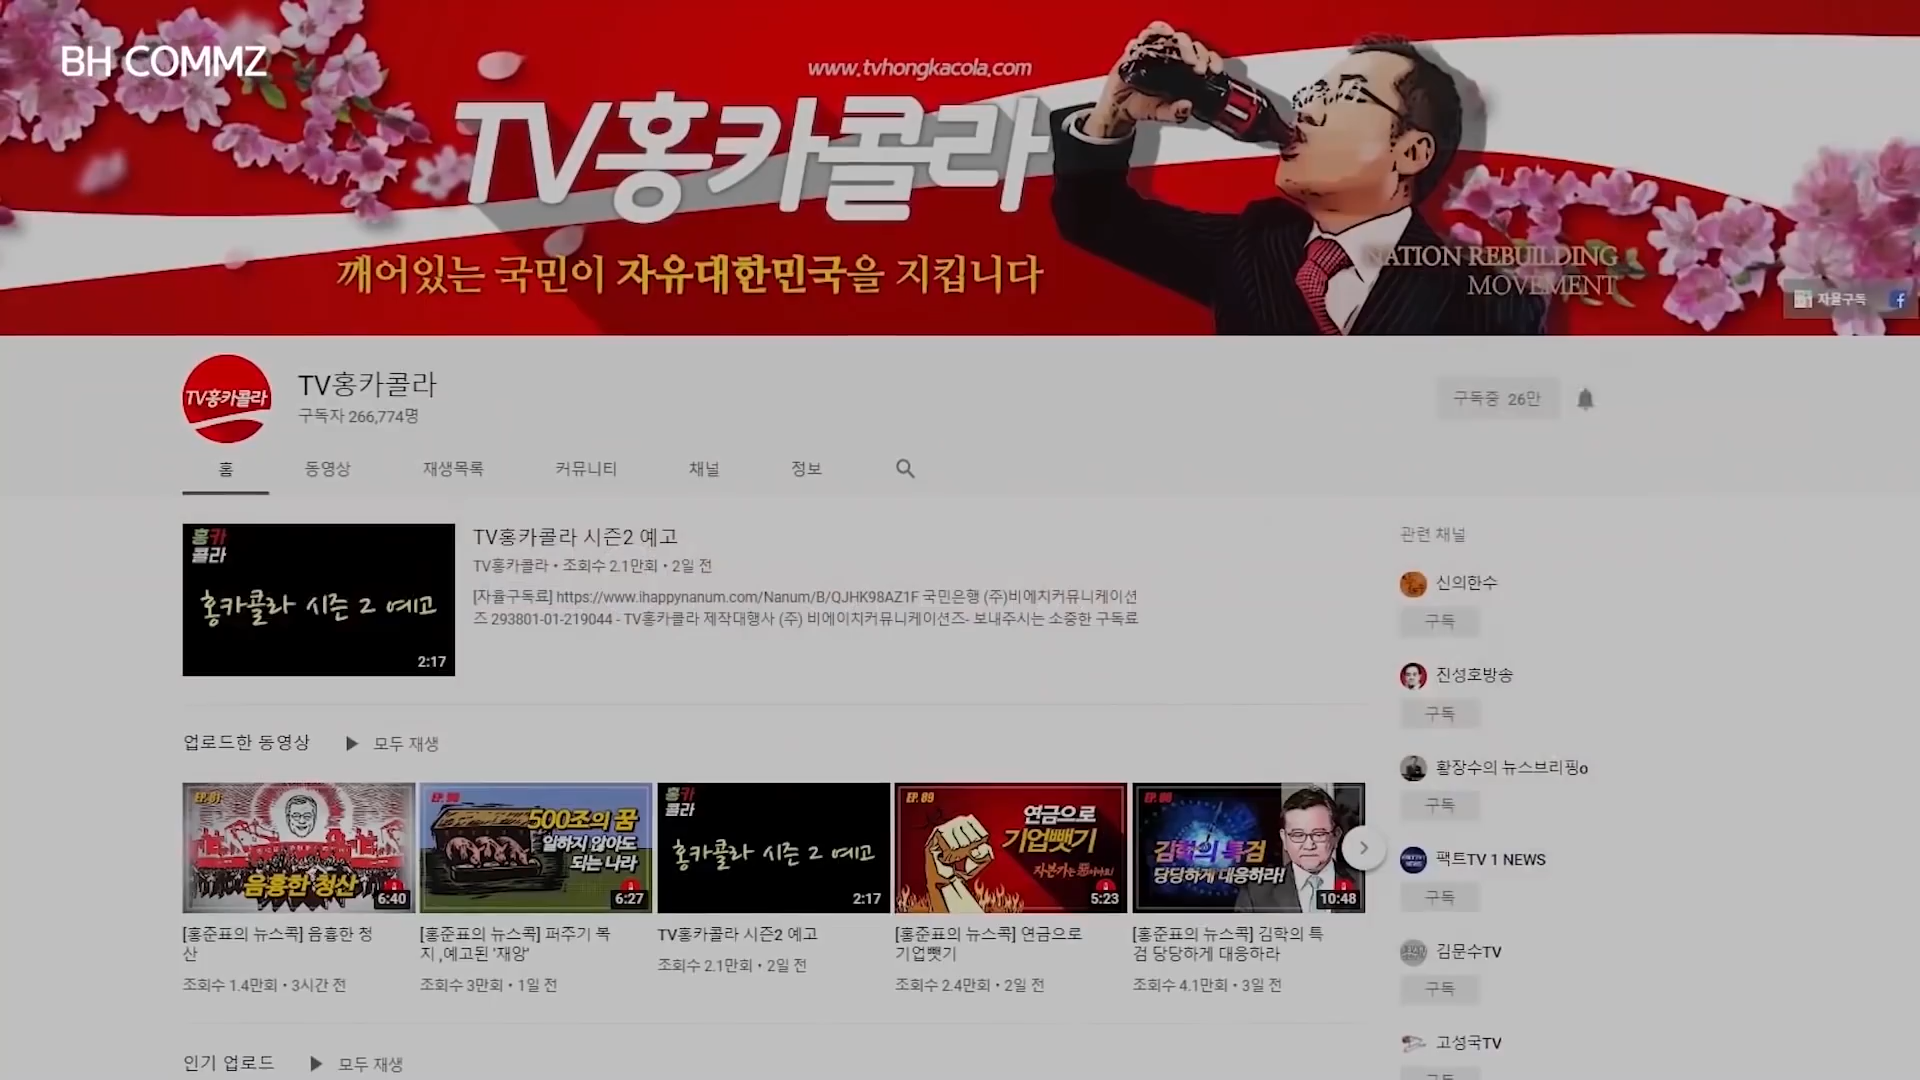 BH COMMZ
www.tvhongkacola.com
TV홍카콜라
깨어있는 국민이 자유대한민국을 지킵니다
NATION REBUILDING
MOVEMENT
자율구독
TV홍카콜라
TV홍카콜라
구독자 266,774명
구독중 26만
홈 동영상 재생목록 커뮤니티 채널 정보
홍카
콜라
홍카콜라 시즌 2 예고
2:17
TV홍카콜라 시즌2 예고
TV홍카콜라 • 조회수 2.1만회 • 2일 전
[자율구독료] https://www.ihappynanum.com/Nanum/B/QJHK98AZ1F 국민은행 (주)비에치커뮤니케이션
즈 293801-01-219044 - TV홍카콜라 제작대행사 (주) 비에이치커뮤니케이션즈- 보내주시는 소중한 구독료
관련 채널
신의한수
구독
진성호방송
구독
황장수의 뉴스브리핑o
구독
팩트TV 1 NEWS
구독
김문수TV
구독
고성국TV
구독
업로드한 동영상 모두 재생
음흉한 청산
6:40
[홍준표의 뉴스콕] 음흉한 청
산
조회수 1.4만회 • 3시간 전
EP. 90
500조의 꿈
일하지 않아도
되는 나라
6:27
[홍준표의 뉴스콕] 퍼주기 복
지 ,예고된 '재앙'
조회수 3만회 • 1일 전
홍카
콜라
홍카콜라 시즌 2 예고
2:17
TV홍카콜라 시즌2 예고
조회수 2.1만회 • 2일 전
EP. 89
연금으로
기업뺏기
5:23
[홍준표의 뉴스콕] 연금으로
기업뺏기
조회수 2.4만회 • 2일 전
EP. 88
김학의 특검
당당하게 대응하라!
10:48
[홍준표의 뉴스콕] 김학의 특
검 당당하게 대응하라
조회수 4.1만회 • 3일 전
인기 업로드 모두 재생